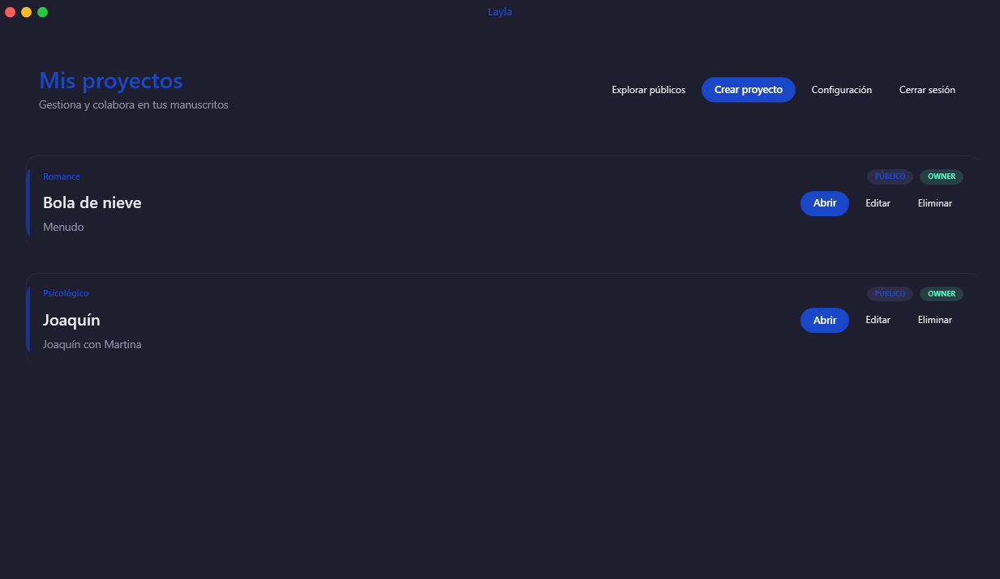 Layla
Mis proyectos
Gestiona y colabora en tus manuscritos
Explorar públicos
Crear proyecto
Configuración
Cerrar sesión
Romance
PÚBLICO
OWNER
Bola de nieve
Abrir
Editar
Eliminar
Menudo
Psicológico
PÚBLICO
OWNER
Joaquín
Abrir
Editar
Eliminar
Joaquín con Martina